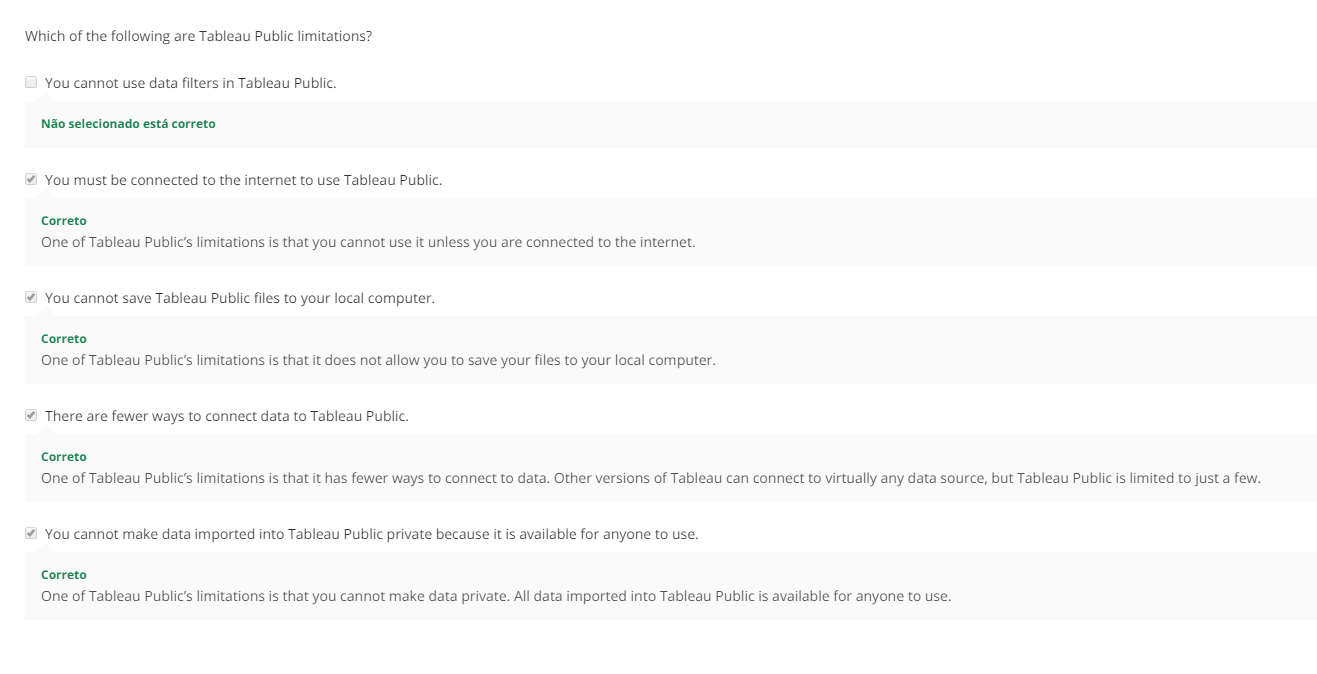 Which of the following are Tableau Public limitations?
You cannot use data filters in Tableau Public.
Não selecionado está correto
You must be connected to the internet to use Tableau Public.
Correto
One of Tableau Public’s limitations is that you cannot use it unless you are connected to the internet.
You cannot save Tableau Public files to your local computer.
Correto
One of Tableau Public’s limitations is that it does not allow you to save your files to your local computer.
There are fewer ways to connect data to Tableau Public.
Correto
One of Tableau Public’s limitations is that it has fewer ways to connect to data. Other versions of Tableau can connect to virtually any data source, but Tableau Public is limited to just a few.
You cannot make data imported into Tableau Public private because it is available for anyone to use.
Correto
One of Tableau Public’s limitations is that you cannot make data private. All data imported into Tableau Public is available for anyone to use.